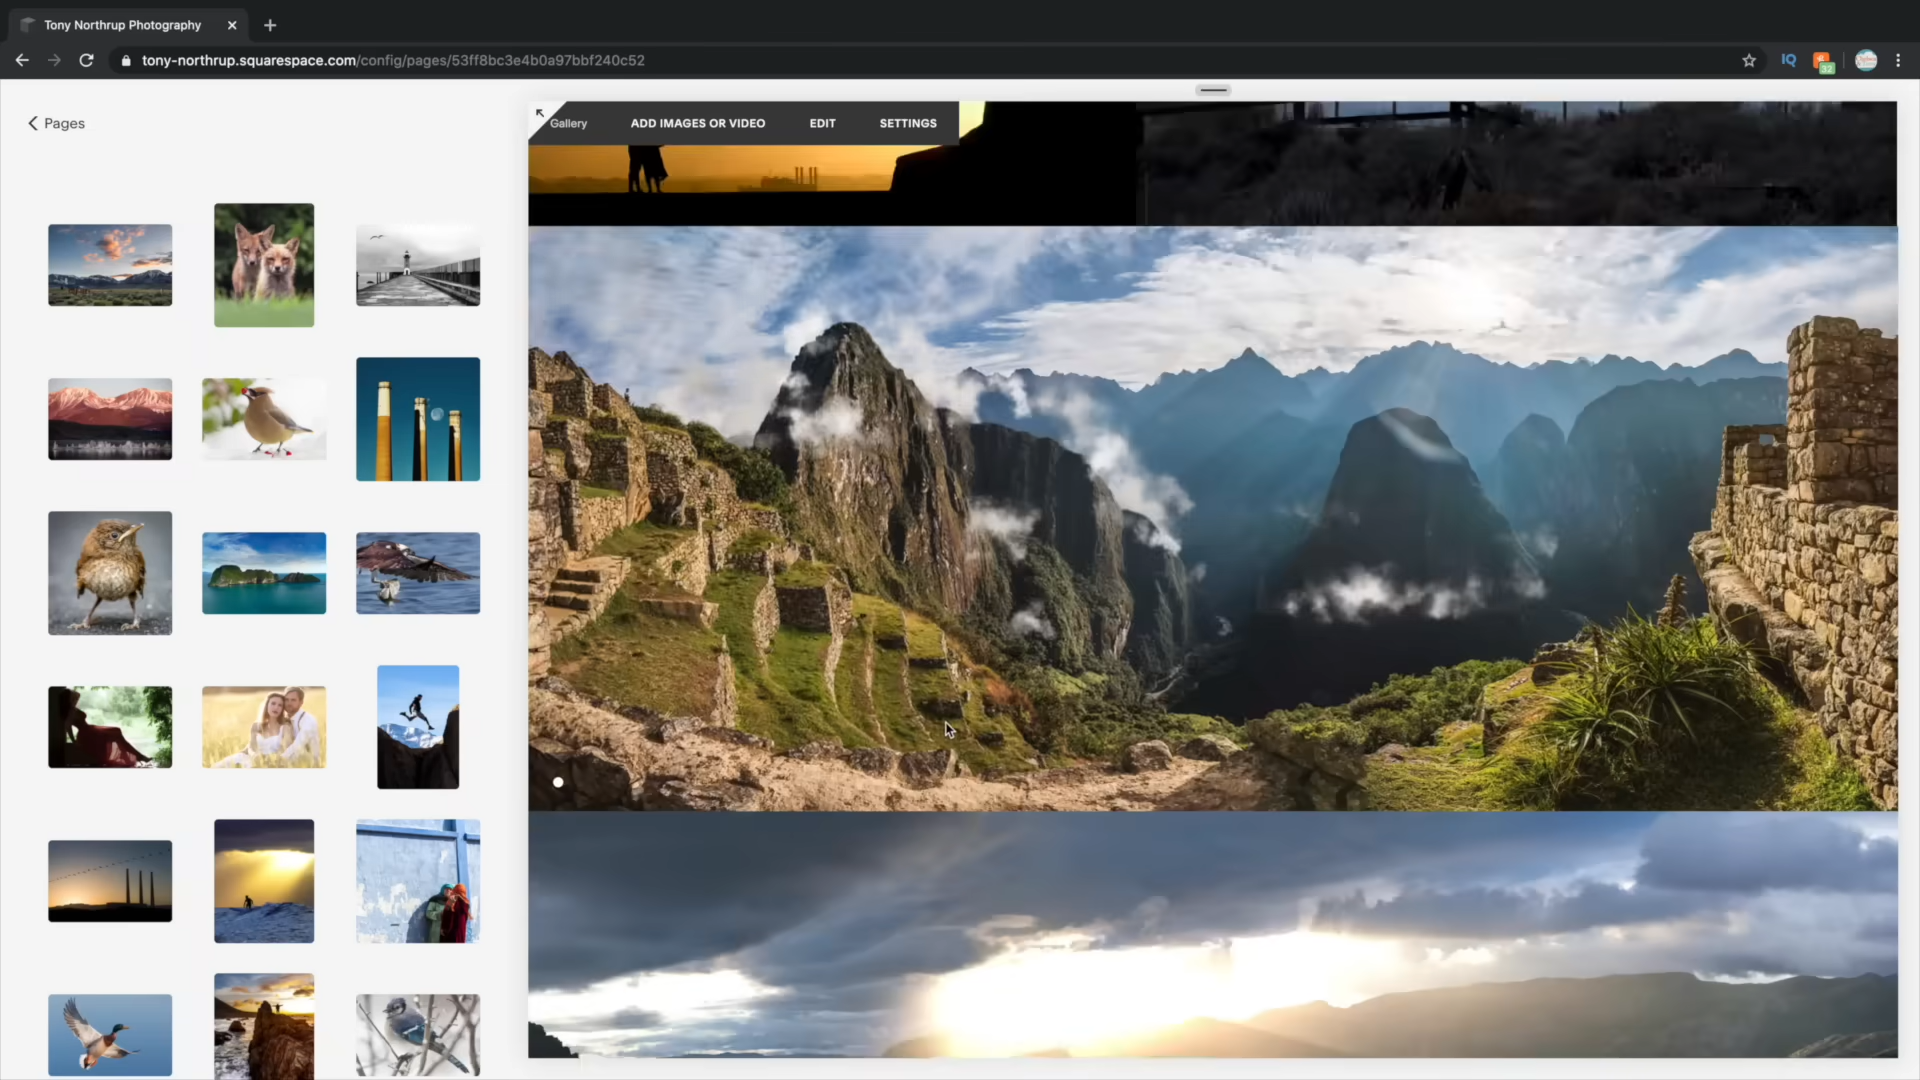 Tony Northrup Photography
tony-northrup.squarespace.com/config/pages/53ff8bc3e4b0a97bbf240c52
IQ
32
Pages
Gallery
ADD IMAGES OR VIDEO
EDIT
SETTINGS